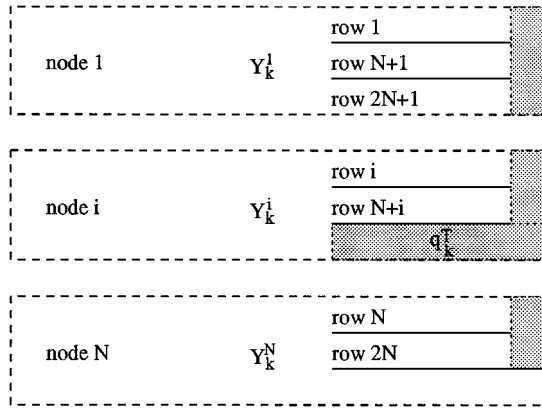 row 1
node 1 Y_k^1 row N+1
row 2N+1
row i
node i Y_k^i row N+i
q_k^T
row N
node N Y_k^N row 2N